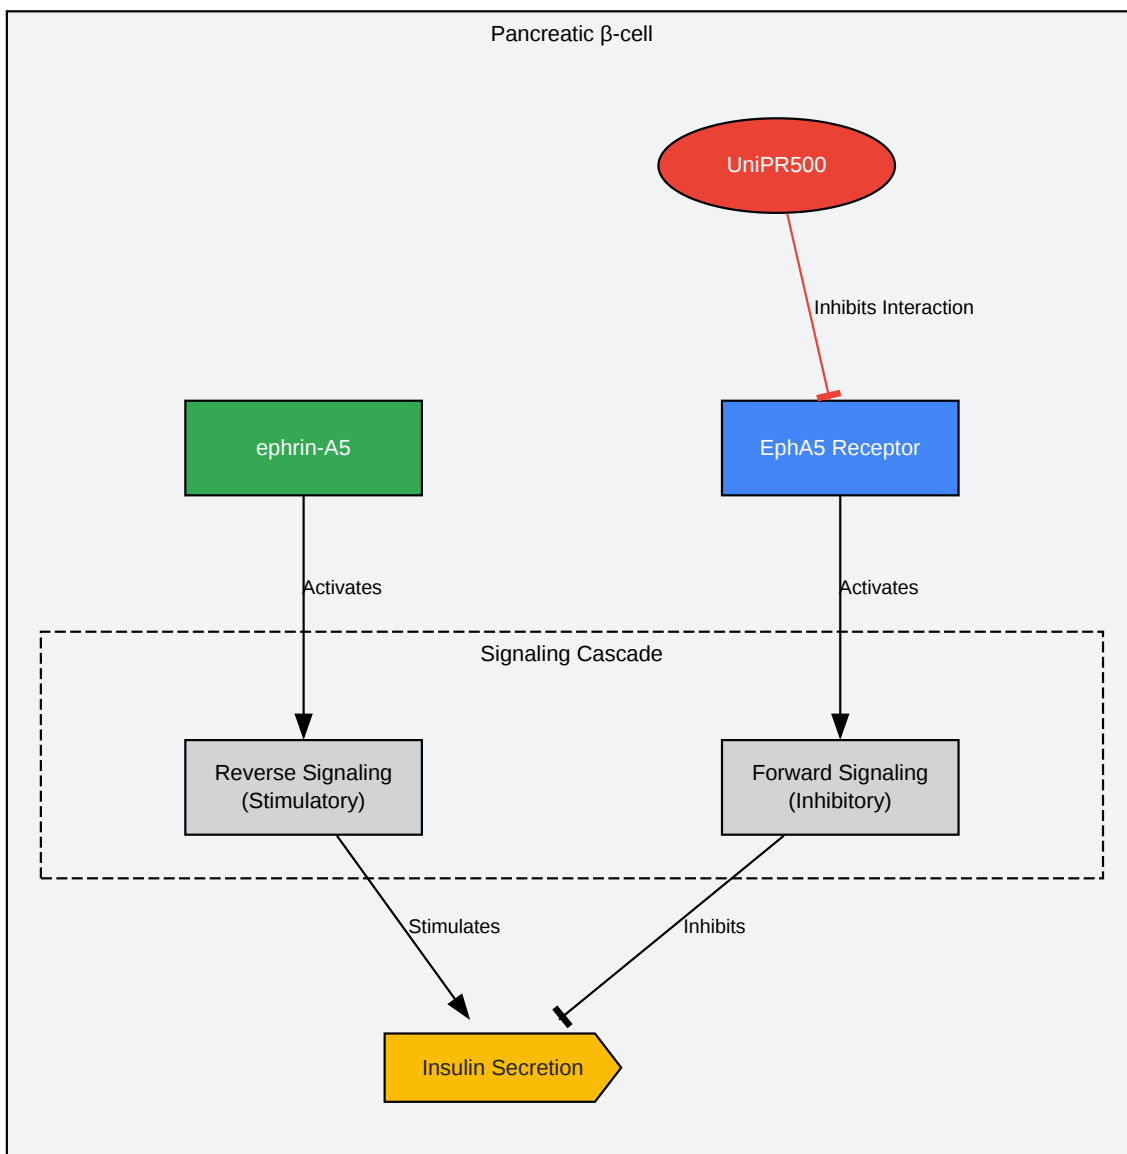 Pancreatic β-cell
UniPR500
Inhibits Interaction
ephrin-A5
EphA5 Receptor
Activates
Activates
Signaling Cascade
Reverse Signaling
(Stimulatory)
Forward Signaling
(Inhibitory)
Stimulates
Inhibits
Insulin Secretion